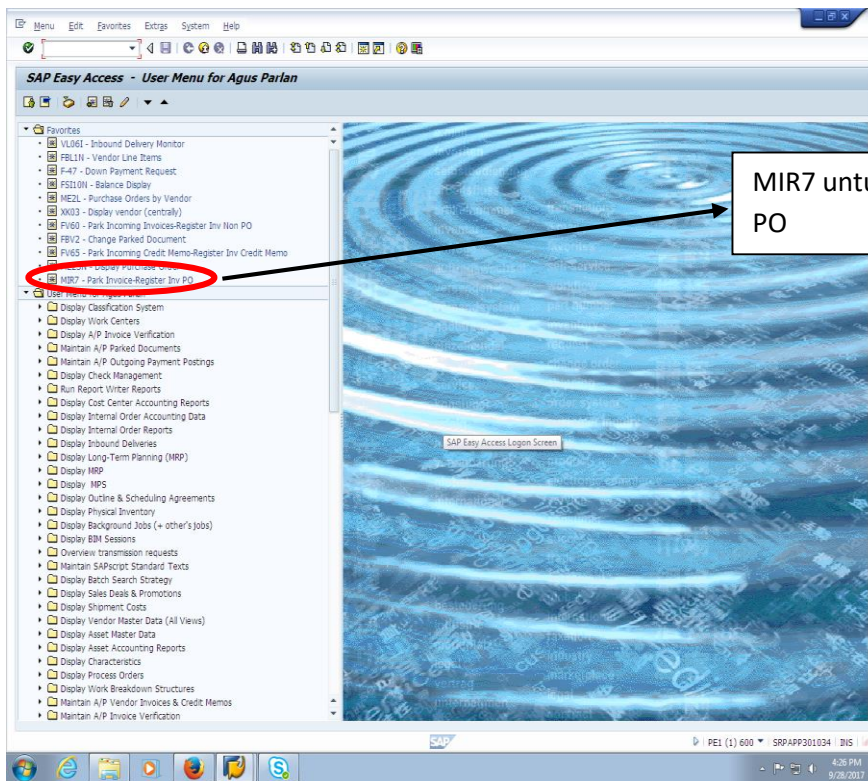 Menu Edit Favorites Extras System Help
SAP Easy Access - User Menu for Agus Parlan
Favorites
VL06I - Inbound Delivery Monitor
FBL1N - Vendor Line Items
F-47 - Down Payment Request
FSI10N - Balance Display
ME2L - Purchase Orders by Vendor
XK03 - Display vendor (centrally)
FV60 - Park Incoming Invoices-Register Inv Non PO
FBV2 - Change Parked Document
FV65 - Park Incoming Credit Memo-Register Inv Credit Memo
MIR7 - Park Invoice-Register Inv PO
User Menu for Agus Parlan
Display Classification System
Display Work Centers
Display A/P Invoice Verification
Maintain A/P Parked Documents
Maintain A/P Outgoing Payment Postings
Display Check Management
Run Report Writer Reports
Display Cost Center Accounting Reports
Display Internal Order Accounting Data
Display Internal Order Reports
Display Inbound Deliveries
Display Long-Term Planning (MRP)
Display MRP
Display MPS
Display Outline & Scheduling Agreements
Display Physical Inventory
Display Background Jobs (+ other's jobs)
Display BIM Sessions
Overview transmission requests
Maintain SAPscript Standard Texts
Display Batch Search Strategy
Display Sales Deals & Promotions
Display Shipment Costs
Display Vendor Master Data (All Views)
Display Asset Master Data
Display Asset Accounting Reports
Display Characteristics
Display Process Orders
Display Work Breakdown Structures
Maintain A/P Vendor Invoices & Credit Memos
Maintain A/P Invoice Verification
MIR7 untu
PO
SAP Easy Access Logon Screen
SAP
PE1 (1) 600 SRPAPP301034 INS
4:26 PM